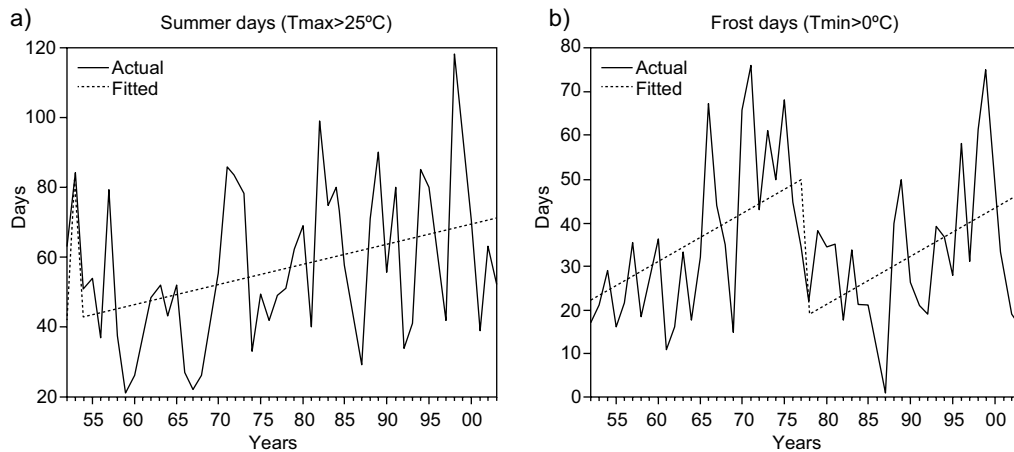 a)
Summer days (Tmax>25ºC)
Actual
Fitted
Days
120
100
80
60
40
20
55 60 65 70 75 80 85 90 95 00
Years
b)
Frost days (Tmin>0ºC)
Actual
Fitted
Days
80
70
60
50
40
30
20
10
0
55 60 65 70 75 80 85 90 95 00
Years